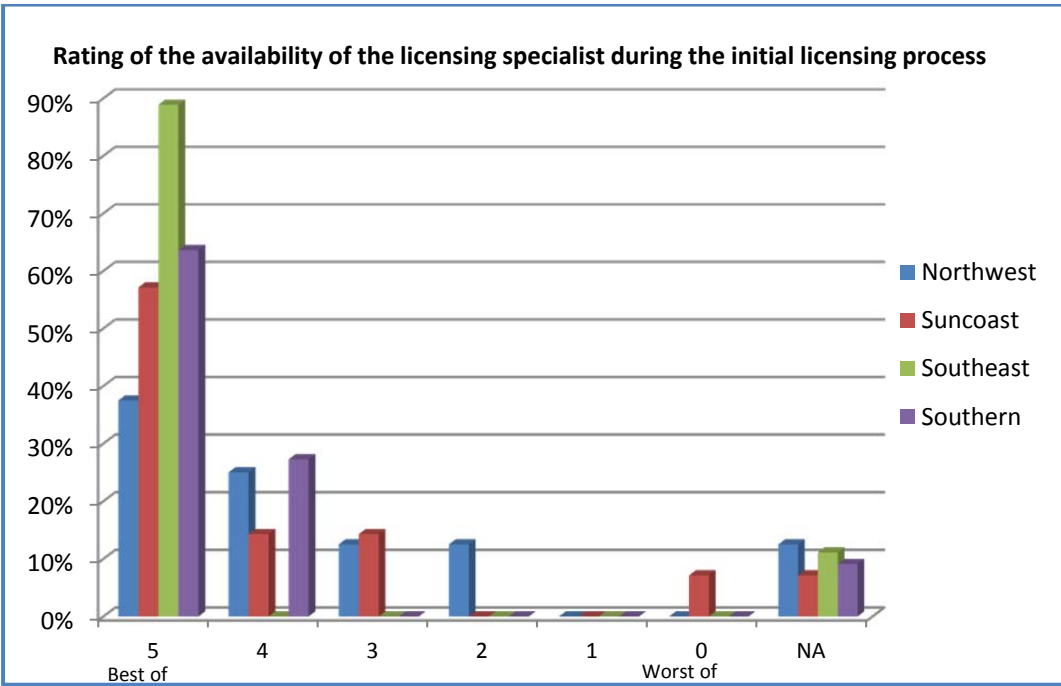 Rating of the availability of the licensing specialist during the initial licensing process
90%
80%
70%
60%
50%
40%
30%
20%
10%
0%
5 4 3 2 1 0 NA
Best of Worst of
Northwest
Suncoast
Southeast
Southern